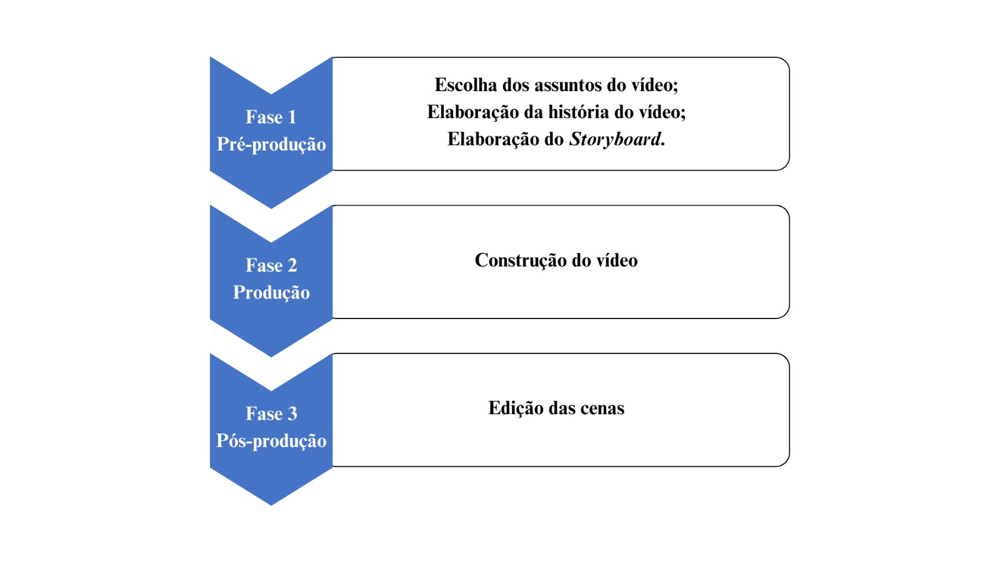 Fase 1
Pré-produção
Escolha dos assuntos do vídeo;
Elaboração da história do vídeo;
Elaboração do Storyboard.
Fase 2
Produção
Construção do vídeo
Fase 3
Pós-produção
Edição das cenas